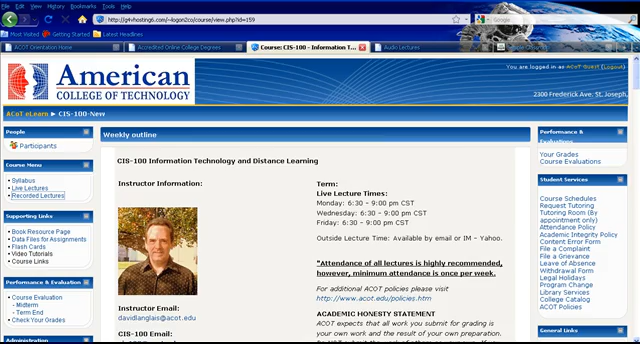 File Edit View History Bookmarks Tools Help
http://g4vhosting6.com/~logon2co/course/view.php?id=159
Google
Most Visited Getting Started Latest Headlines
ACOT Orientation Home
Accredited Online College Degrees
Course: CIS-100 - Information T...
Audio Lectures
American
COLLEGE OF TECHNOLOGY
You are logged in as ACoT Guest (Logout)
2300 Frederick Ave. St. Joseph,
ACoT eLearn ► CIS-100-New
People
Participants
Course Menu
• Syllabus
• Live Lectures
• Recorded Lectures
Supporting Links
• Book Resource Page
• Data Files for Assignments
• Flash Cards
• Video Tutorials
• Course Links
Performance & Evaluation
• Course Evaluation
- Midterm
- Term End
• Check Your Grades
Weekly outline
CIS-100 Information Technology and Distance Learning
Instructor Information:
Instructor Email:
davidlanglais@acot.edu
CIS-100 Email:
Term:
Live Lecture Times:
Monday: 6:30 - 9:00 pm CST
Wednesday: 6:30 - 9:00 pm CST
Friday: 6:30 - 9:00 pm CST
Outside Lecture Time: Available by email or IM - Yahoo.
"Attendance of all lectures is highly recommended,
however, minimum attendance is once per week.
For additional ACOT policies please visit
http://www.acot.edu/policies.htm
ACADEMIC HONESTY STATEMENT
ACOT expects that all work you submit for grading is
your own work and the result of your own preparation.
Performance &
Evaluations
Your Grades
Course Evaluations
Student Services
Course Schedules
Request Tutoring
Tutoring Room (By
appointment only)
Attendance Policy
Academic Integrity Policy
Content Error Form
File a Complaint
File a Grievance
Leave of Absence
Withdrawal Form
Legal Holidays
Program Change
Library Services
College Catalog
ACOT Policies
General Links